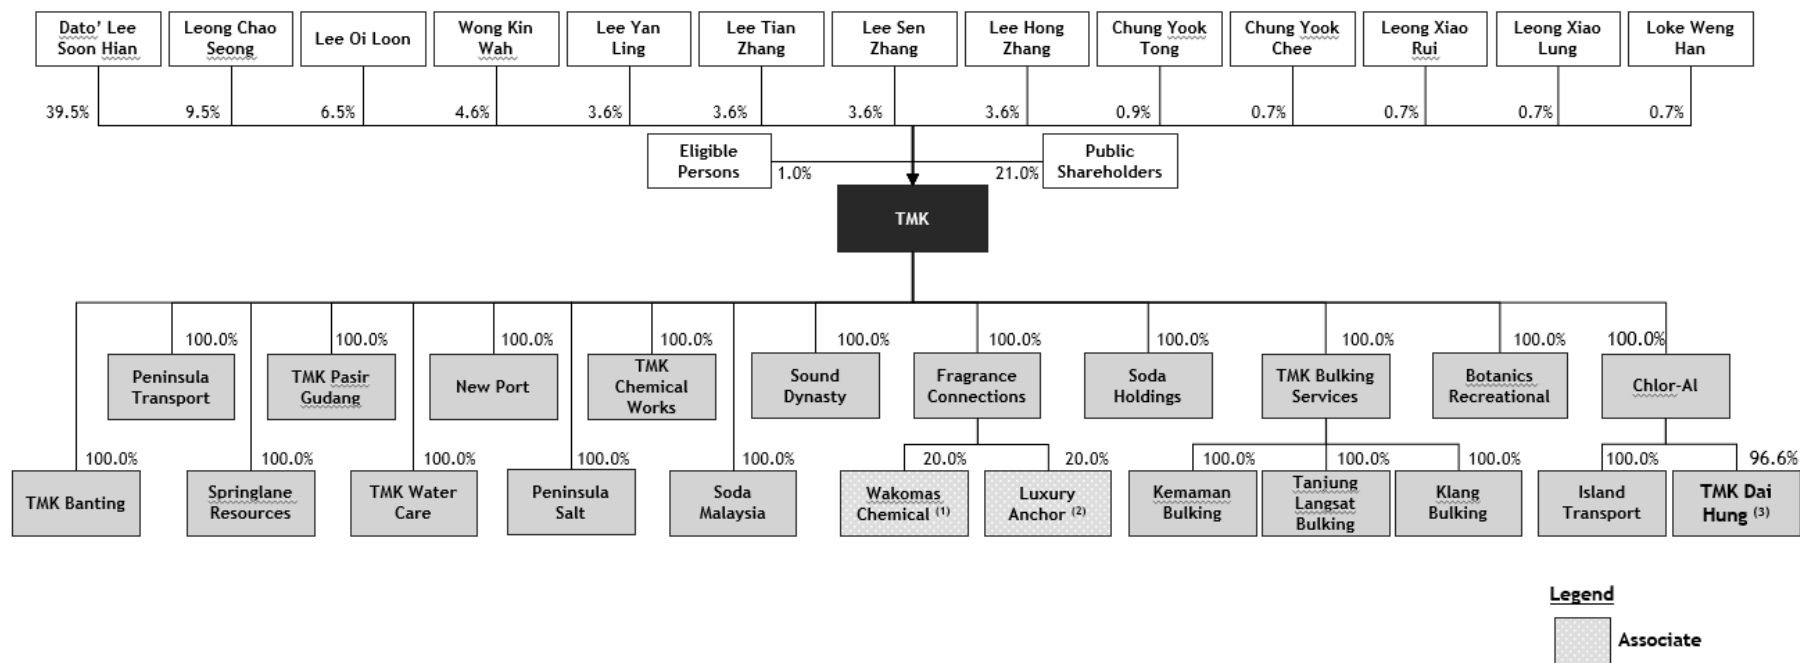 Dato’ Lee
Soon Hian
Leong Chao
Seong
Lee Oi Loon
Wong Kin
Wah
Lee Yan
Ling
Lee Tian
Zhang
Lee Sen
Zhang
Lee Hong
Zhang
Chung Yook
Tong
Chung Yook
Chee
Leong Xiao
Rui
Leong Xiao
Lung
Loke Weng
Han
39.5%
9.5%
6.5%
4.6%
3.6%
3.6%
3.6%
3.6%
0.9%
0.7%
0.7%
0.7%
0.7%
Eligible
Persons
1.0%
21.0%
Public
Shareholders
TMK
100.0%
100.0%
100.0%
100.0%
100.0%
100.0%
100.0%
100.0%
100.0%
100.0%
Peninsula
Transport
TMK Pasir
Gudang
New Port
TMK
Chemical
Works
Sound
Dynasty
Fragrance
Connections
Soda
Holdings
TMK Bulking
Services
Botanics
Recreational
Chlor-Al
100.0%
100.0%
100.0%
100.0%
100.0%
20.0%
20.0%
100.0%
100.0%
100.0%
100.0%
96.6%
TMK Banting
Springlane
Resources
TMK Water
Care
Peninsula
Salt
Soda
Malaysia
Wakomas
Chemical (1)
Luxury
Anchor (2)
Kemaman
Bulking
Tanjung
Langsat
Bulking
Klang
Bulking
Island
Transport
TMK Dai
Hung (3)
Legend
Associate